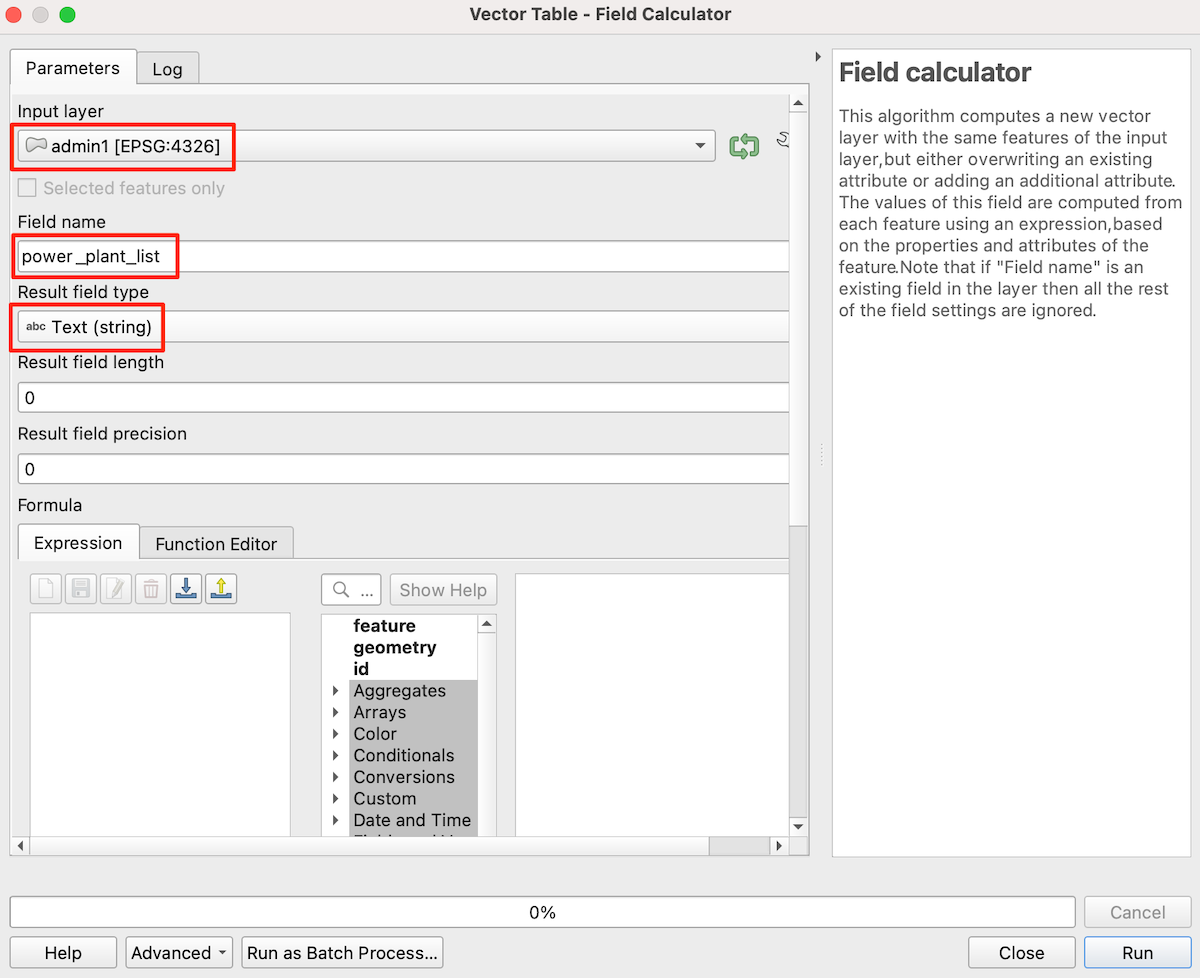 Vector Table - Field Calculator
Parameters
Log
Input layer
admin1 [EPSG:4326]
Selected features only
Field name
power _plant_list
Result field type
abc Text (string)
Result field length
0
Result field precision
0
Formula
Expression
Function Editor
...
Show Help
feature
geometry
id
Aggregates
Arrays
Color
Conditionals
Conversions
Custom
Date and Time
Field calculator
This algorithm computes a new vector
layer with the same features of the input
layer,but either overwriting an existing
attribute or adding an additional attribute.
The values of this field are computed from
each feature using an expression,based
on the properties and attributes of the
feature.Note that if "Field name" is an
existing field in the layer then all the rest
of the field settings are ignored.
0%
Cancel
Help
Advanced
Run as Batch Process...
Close
Run